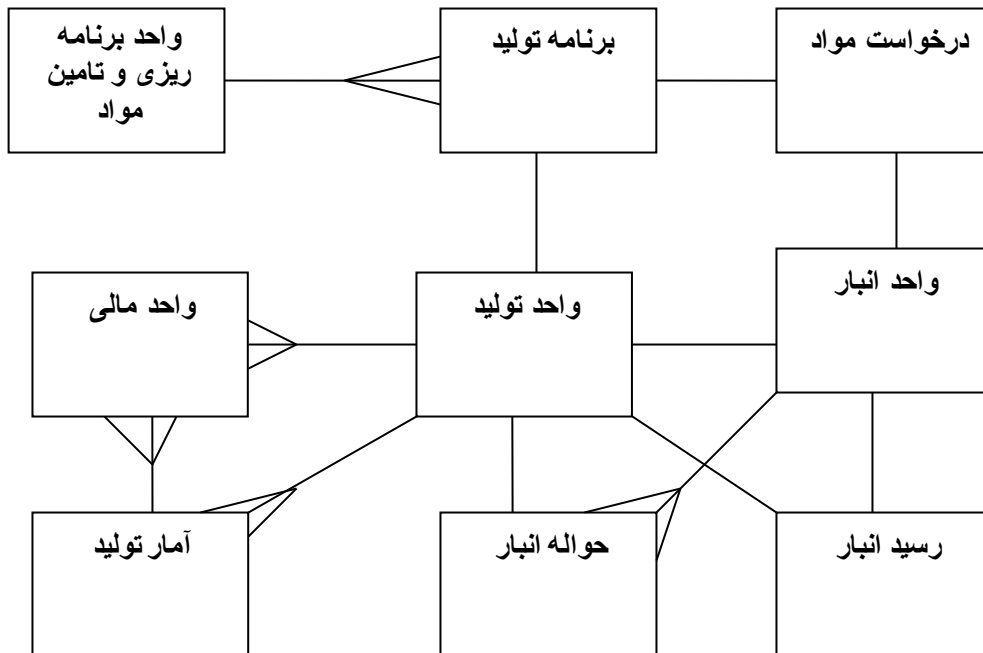 درخواست مواد
برنامه تولید
واحد برنامه
ریزی و تامین
مواد
واحد انبار
واحد تولید
واحد مالی
رسید انبار
حواله انبار
آمار تولید